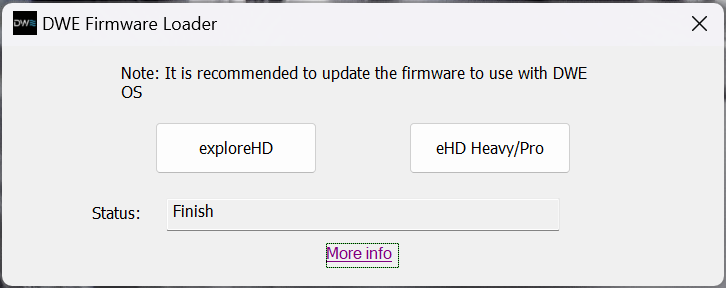 DWE DWE Firmware Loader
Note: It is recommended to update the firmware to use with DWE
OS
exploreHD eHD Heavy/Pro
Status: Finish
More info